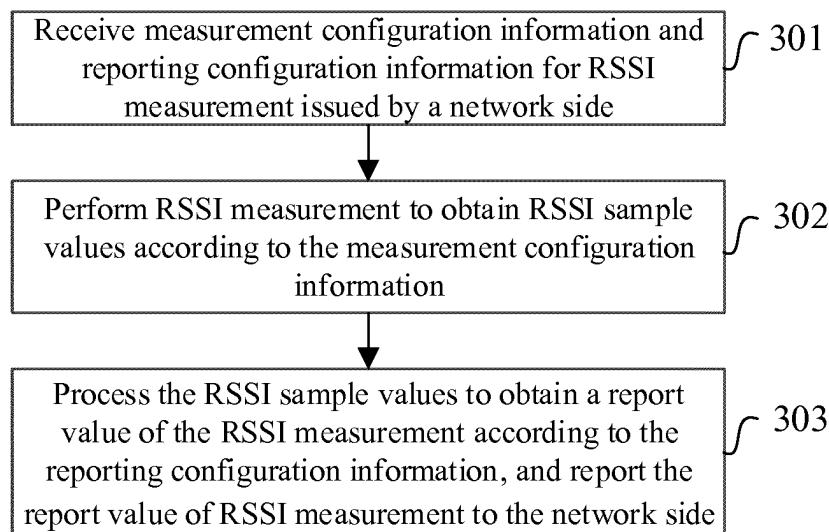 Receive measurement configuration information and
reporting configuration information for RSSI
measurement issued by a network side
301
Perform RSSI measurement to obtain RSSI sample
values according to the measurement configuration
information
302
Process the RSSI sample values to obtain a report
value of the RSSI measurement according to the
reporting configuration information, and report the
report value of RSSI measurement to the network side
303